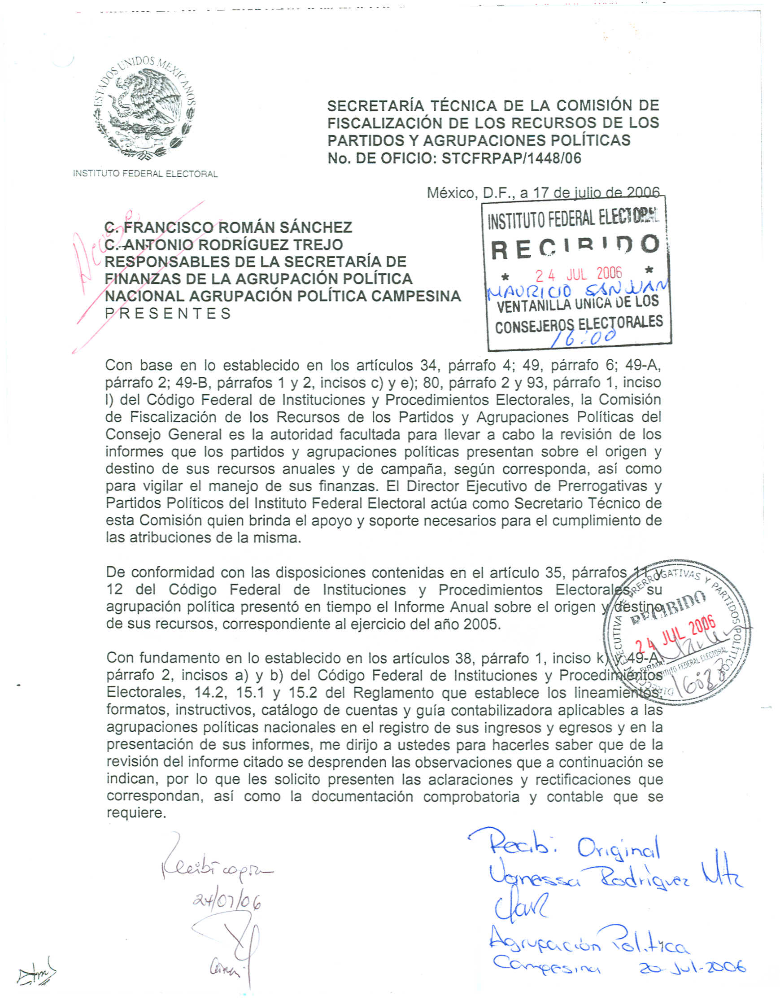 ESTADOS UNIDOS MEXICANOS
INSTITUTO FEDERAL ELECTORAL
SECRETARÍA TÉCNICA DE LA COMISIÓN DE
FISCALIZACIÓN DE LOS RECURSOS DE LOS
PARTIDOS Y AGRUPACIONES POLÍTICAS
No. DE OFICIO: STCFRPAP/1448/06
México, D.F., a 17 de julio de 2006
INSTITUTO FEDERAL ELECTORAL
RECIBIDO
* 24 JUL 2006 *
MAURICIO SANJUAN
VENTANILLA UNICA DE LOS
CONSEJEROS ELECTORALES
16:00
C. FRANCISCO ROMÁN SÁNCHEZ
C. ANTONIO RODRÍGUEZ TREJO
RESPONSABLES DE LA SECRETARÍA DE
FINANZAS DE LA AGRUPACIÓN POLÍTICA
NACIONAL AGRUPACIÓN POLÍTICA CAMPESINA
P R E S E N T E S
Con base en lo establecido en los artículos 34, párrafo 4; 49, párrafo 6; 49-A,
párrafo 2; 49-B, párrafos 1 y 2, incisos c) y e); 80, párrafo 2 y 93, párrafo 1, inciso
l) del Código Federal de Instituciones y Procedimientos Electorales, la Comisión
de Fiscalización de los Recursos de los Partidos y Agrupaciones Políticas del
Consejo General es la autoridad facultada para llevar a cabo la revisión de los
informes que los partidos y agrupaciones políticas presentan sobre el origen y
destino de sus recursos anuales y de campaña, según corresponda, así como
para vigilar el manejo de sus finanzas. El Director Ejecutivo de Prerrogativas y
Partidos Políticos del Instituto Federal Electoral actúa como Secretario Técnico de
esta Comisión quien brinda el apoyo y soporte necesarios para el cumplimiento de
las atribuciones de la misma.
De conformidad con las disposiciones contenidas en el artículo 35, párrafos 11 y
12 del Código Federal de Instituciones y Procedimientos Electorales, su
agrupación política presentó en tiempo el Informe Anual sobre el origen y destino
de sus recursos, correspondiente al ejercicio del año 2005.
Con fundamento en lo establecido en los artículos 38, párrafo 1, inciso k) y 49-A,
párrafo 2, incisos a) y b) del Código Federal de Instituciones y Procedimientos
Electorales, 14.2, 15.1 y 15.2 del Reglamento que establece los lineamientos,
formatos, instructivos, catálogo de cuentas y guía contabilizadora aplicables a las
agrupaciones políticas nacionales en el registro de sus ingresos y egresos y en la
presentación de sus informes, me dirijo a ustedes para hacerles saber que de la
revisión del informe citado se desprenden las observaciones que a continuación se
indican, por lo que les solicito presenten las aclaraciones y rectificaciones que
correspondan, así como la documentación comprobatoria y contable que se
requiere.
DIRECCION EJECUTIVA DE PRERROGATIVAS Y PARTIDOS POLITICOS
RECIBIDO
24 JUL 2006
FIRMA
INSTITUTO FEDERAL ELECTORAL
Recibí copia
24/07/06
Recibi Original
Vanessa Rodríguez Mtz
Agrupación Politica
Campesina 20-Jul-2006